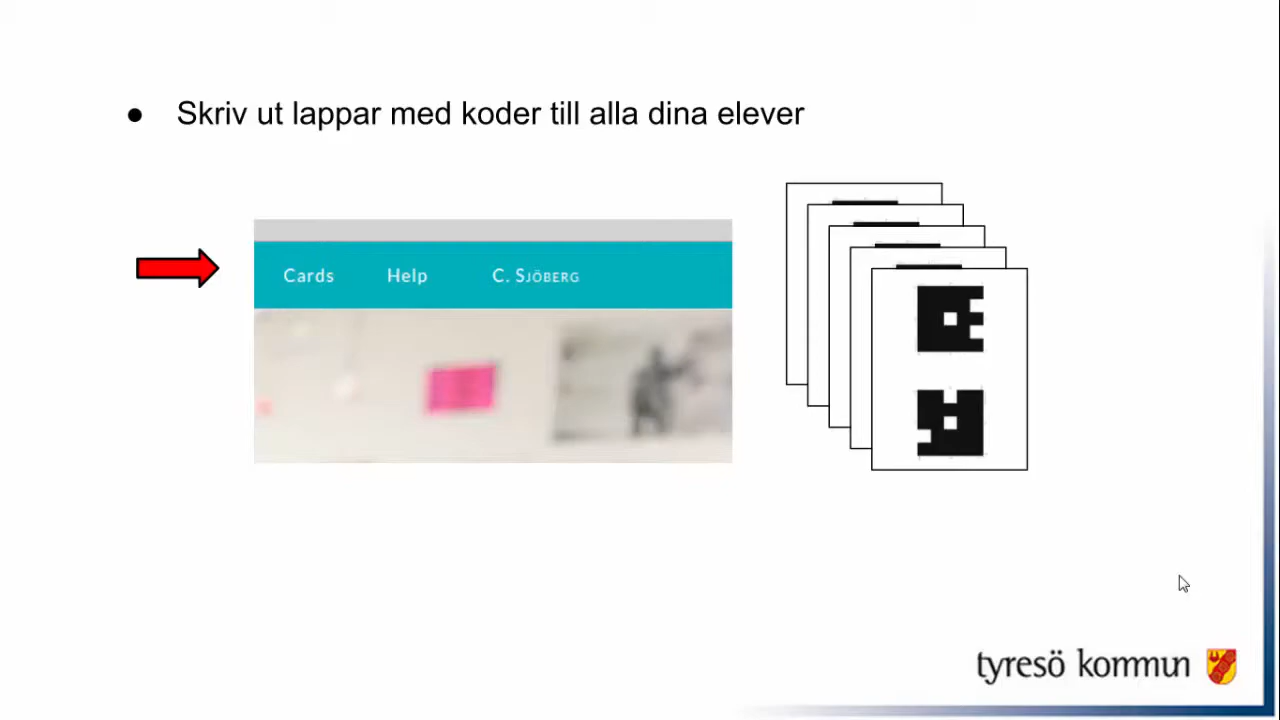 ● Skriv ut lappar med koder till alla dina elever
Cards Help C. SJÖBERG
tyresö kommun